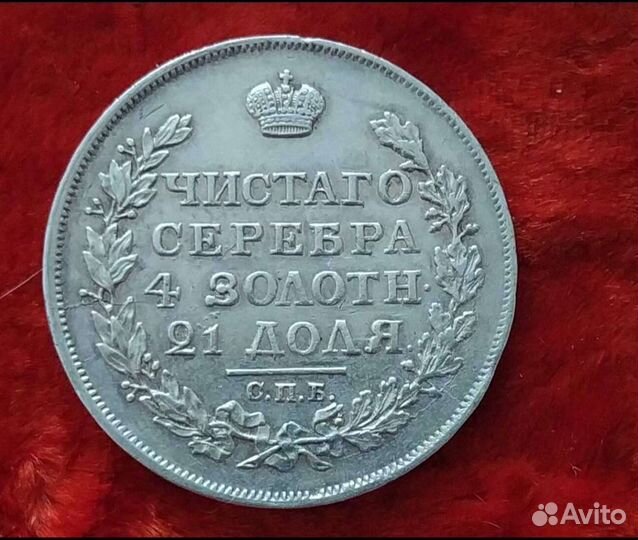 ЧИСТАГО
СЕРЕБРА
4 ЗОЛОТН.
21 ДОЛЯ.
С.П.Б.
Avito